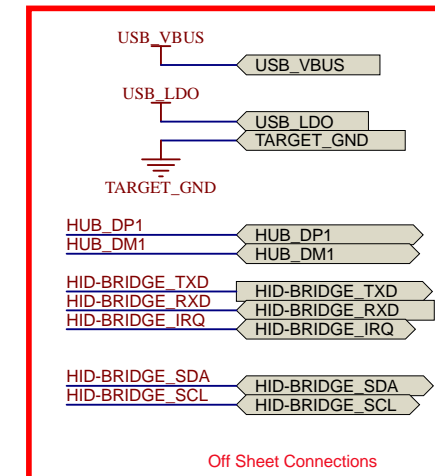 USB_VBUS
USB_VBUS
USB_LDO
USB_LDO
TARGET_GND
TARGET_GND
HUB_DP1 HUB_DP1
HUB_DM1 HUB_DM1
HID-BRIDGE_TXD HID-BRIDGE_TXD
HID-BRIDGE_RXD HID-BRIDGE_RXD
HID-BRIDGE_IRQ HID-BRIDGE_IRQ
HID-BRIDGE_SDA HID-BRIDGE_SDA
HID-BRIDGE_SCL HID-BRIDGE_SCL
Off Sheet Connections